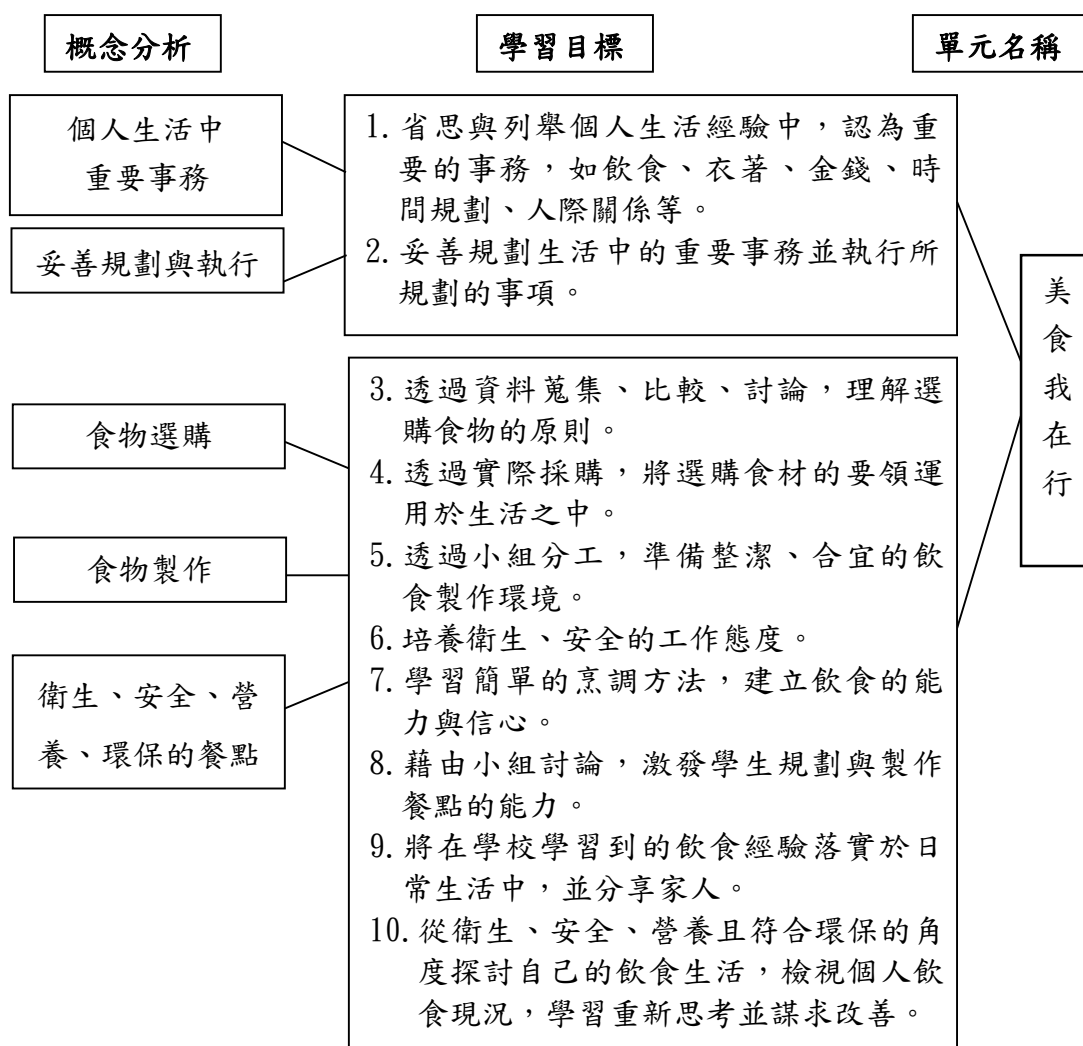 概念分析
學習目標
單元名稱
個人生活中
重要事務
妥善規劃與執行
食物選購
食物製作
衛生、安全、營
養、環保的餐點
1. 省思與列舉個人生活經驗中，認為重
要的事務，如飲食、衣著、金錢、時
間規劃、人際關係等。
2. 妥善規劃生活中的重要事務並執行所
規劃的事項。
3. 透過資料蒐集、比較、討論，理解選
購食物的原則。
4. 透過實際採購，將選購食材的要領運
用於生活之中。
5. 透過小組分工，準備整潔、合宜的飲
食製作環境。
6. 培養衛生、安全的工作態度。
7. 學習簡單的烹調方法，建立飲食的能
力與信心。
8. 藉由小組討論，激發學生規劃與製作
餐點的能力。
9. 將在學校學習到的飲食經驗落實於日
常生活中，並分享家人。
10. 從衛生、安全、營養且符合環保的角
度探討自己的飲食生活，檢視個人飲
食現況，學習重新思考並謀求改善。
美食我在行